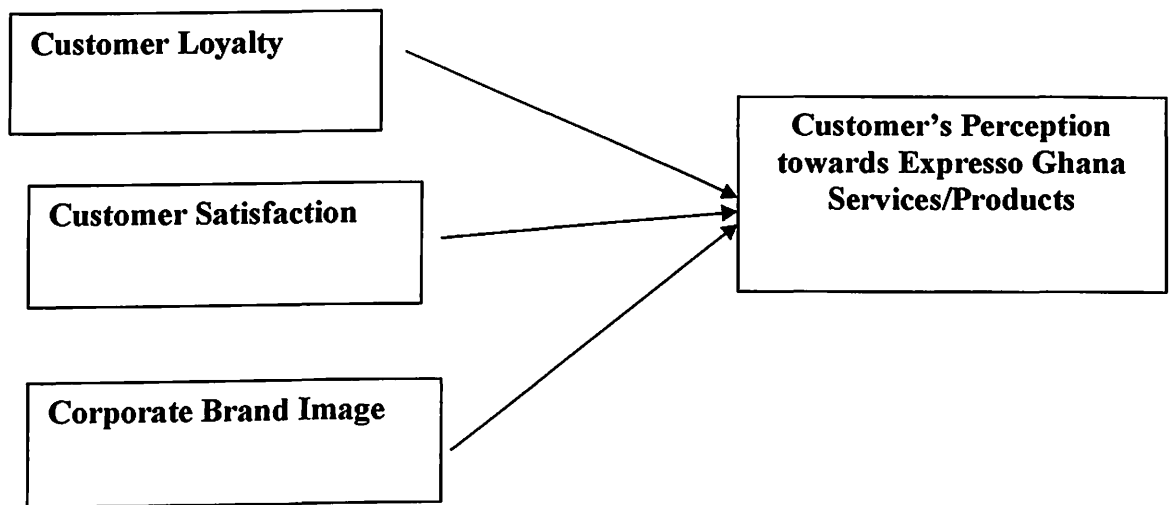 Customer Loyalty
Customer Satisfaction
Corporate Brand Image
Customer's Perception
towards Expresso Ghana
Services/Products